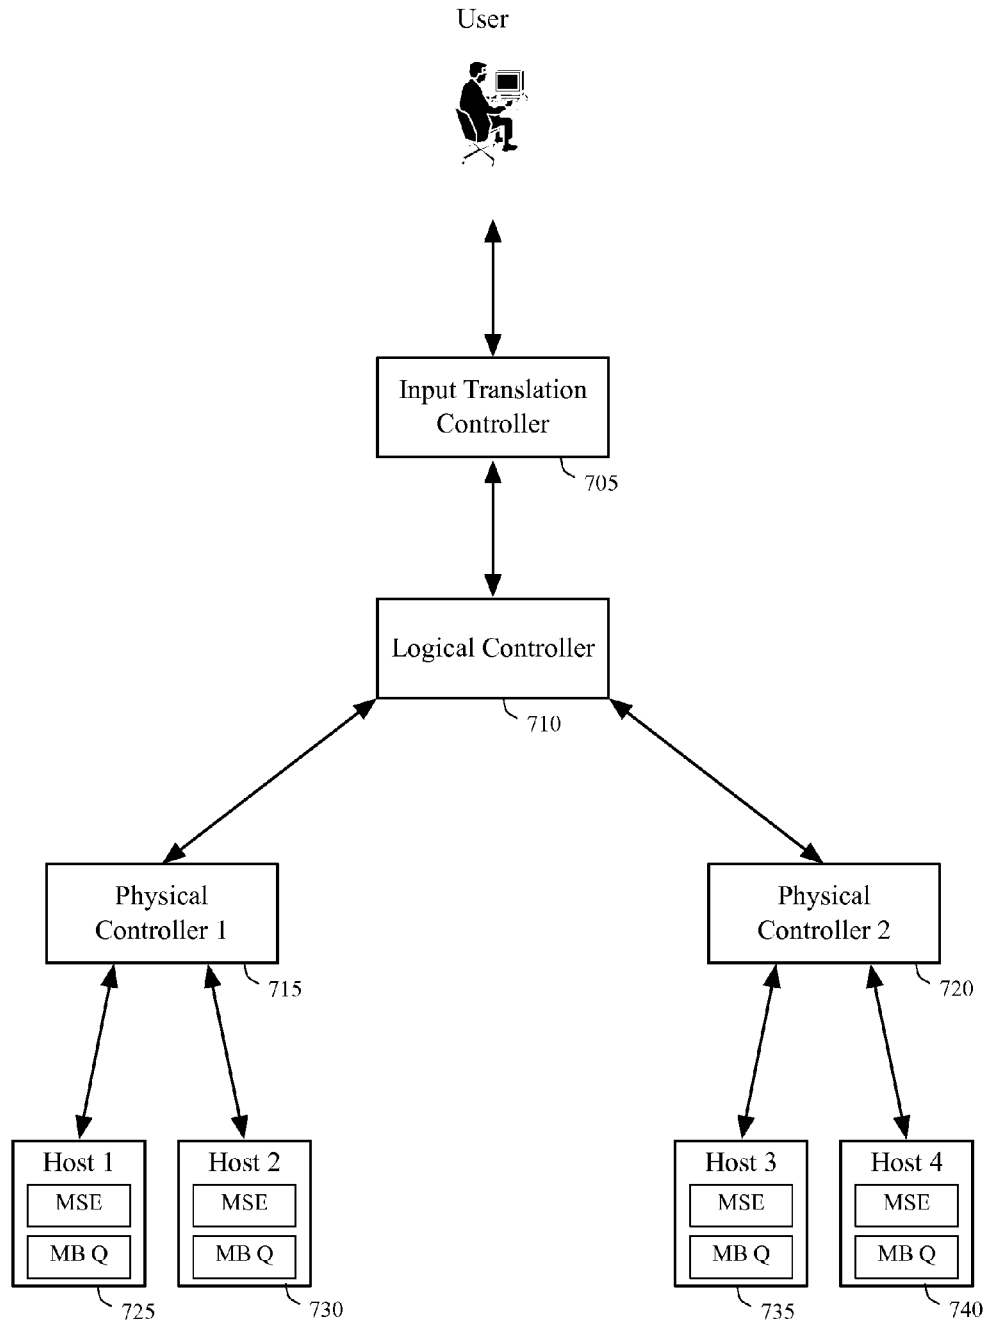 User
Input Translation
Controller
705
Logical Controller
710
Physical
Controller 1
715
Physical
Controller 2
720
Host 1
MSE
MB Q
725
Host 2
MSE
MB Q
730
Host 3
MSE
MB Q
735
Host 4
MSE
MB Q
740